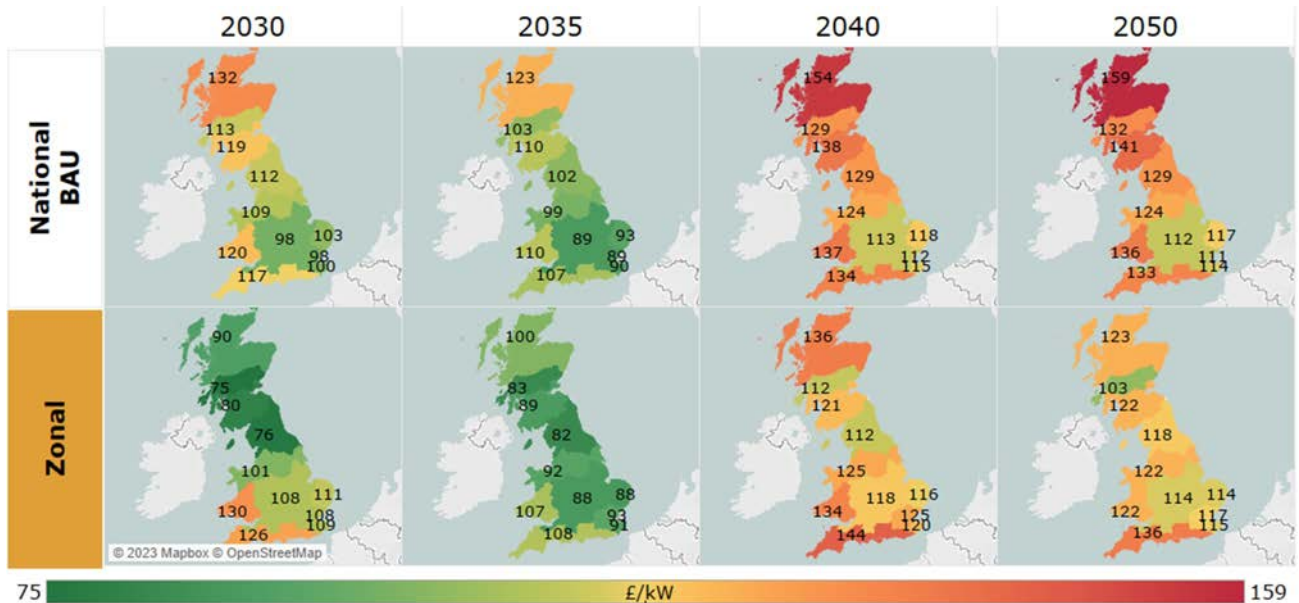 2030 2035 2040 2050
National
BAU
132 123 154 159
113 103 129 132
119 110 138 141
112 102 129 129
109 99 124 124
98 103 89 93 113 118 112 117
120 98 110 89 137 112 136 111
117 100 107 90 134 115 133 114
Zonal
90 100 136 123
75 83 112 103
80 89 121 122
76 82 112 118
101 92 125 122
108 111 88 88 118 116 114 114
130 108 107 93 134 125 122 117
126 109 108 91 144 120 136 115
© 2023 Mapbox © OpenStreetMap
75 £/kW 159